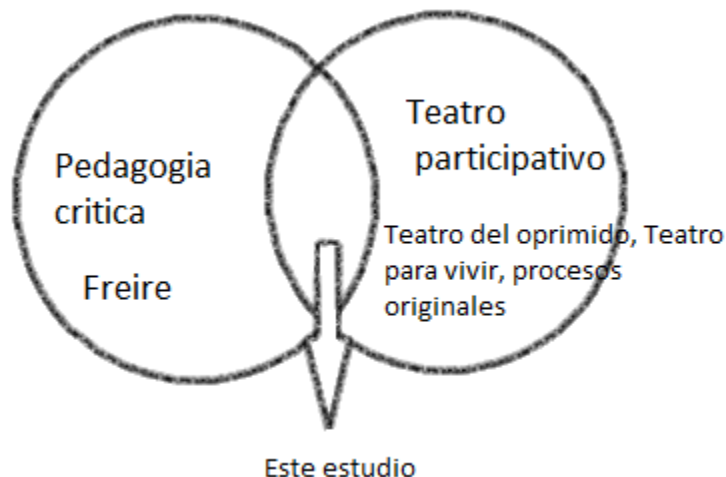 Pedagogia
critica
Freire
Teatro
participativo
Teatro del oprimido, Teatro
para vivir, procesos
originales
Este estudio